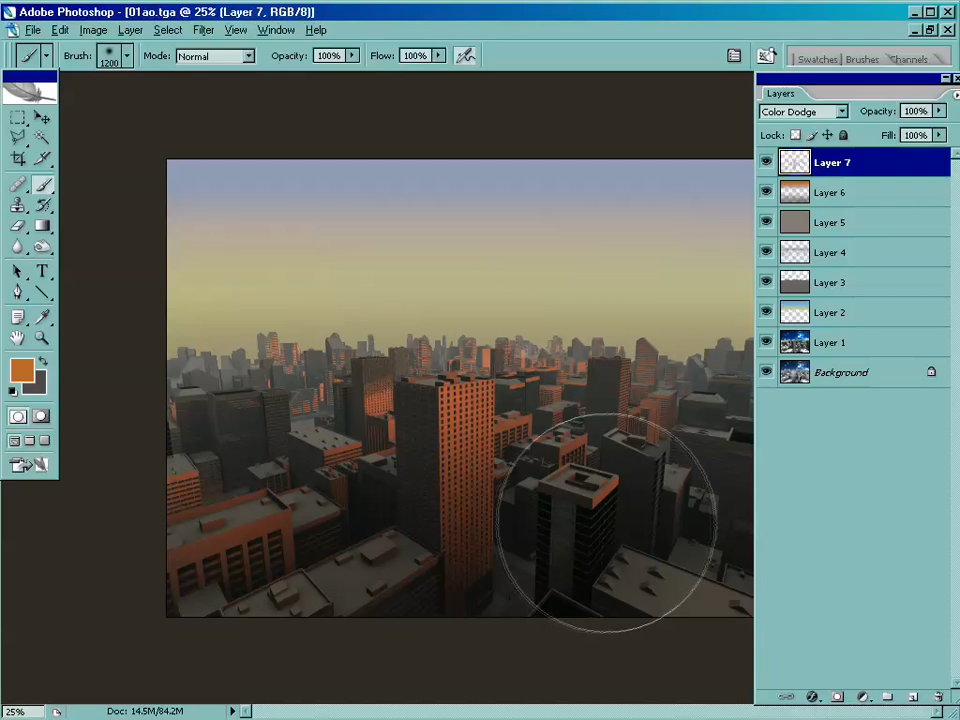 Adobe Photoshop - [01ao.tga @ 25% (Layer 7, RGB/8)]
File Edit Image Layer Select Filter View Window Help
Brush: 1200 Mode: Normal Opacity: 100% Flow: 100% Swatches Brushes Channels
Layers
Color Dodge Opacity: 100%
Lock: Fill: 100%
Layer 7
Layer 6
Layer 5
Layer 4
Layer 3
Layer 2
Layer 1
Background
25% Doc: 14.5M/84.2M